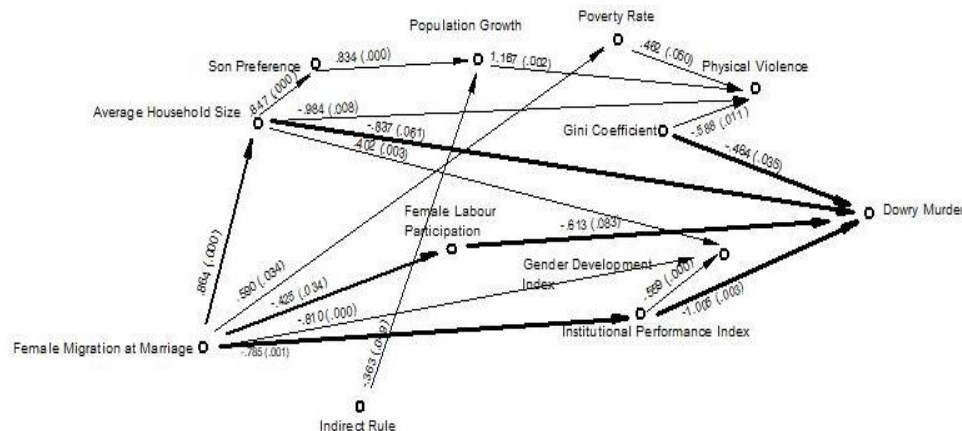 Population Growth
Poverty Rate
Son Preference
.834 (.000)
1.167 (.002)
.462 (.050)
Physical Violence
.847 (.000)
Average Household Size
-.984 (.008)
-.837 (.061)
.402 (.003)
Gini Coefficient
-.588 (.011)
-.464 (.035)
Dowry Murder
Female Labour
Participation
-.613 (.083)
Gender Development
Index
.864 (.000)
.590 (.034)
-.425 (.034)
-.810 (.000)
.559 (.000)
-1.005 (.003)
Institutional Performance Index
Female Migration at Marriage
-.785 (.001)
-.363
Indirect Rule